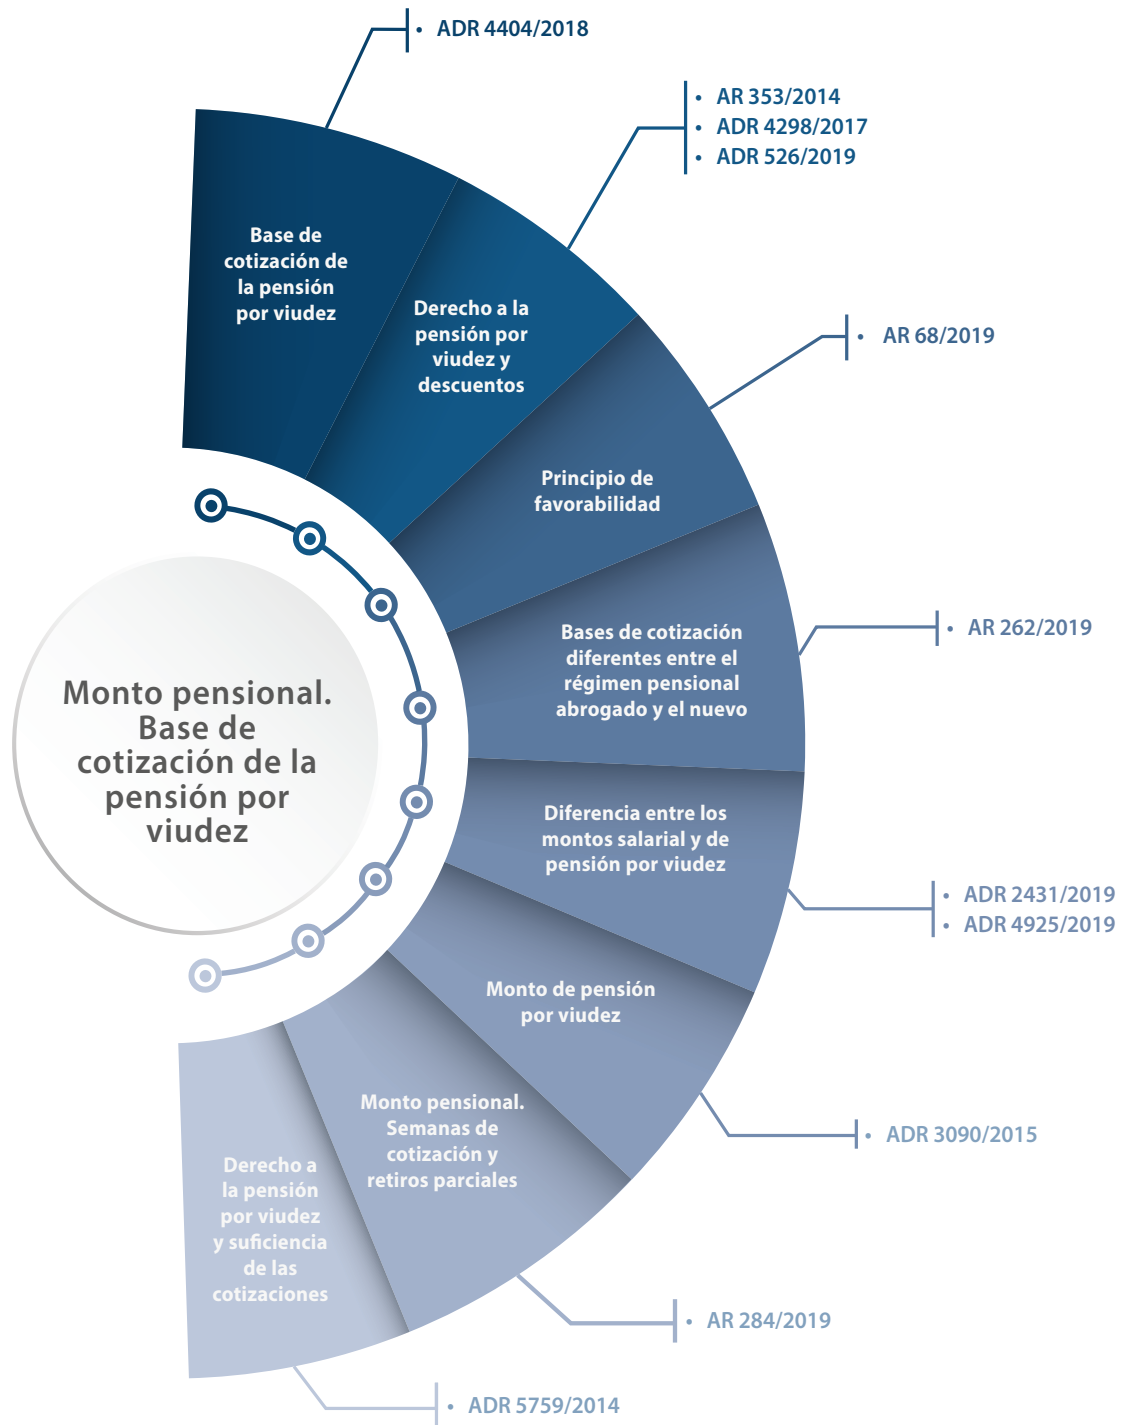 • ADR 4404/2018
• AR 353/2014
• ADR 4298/2017
• ADR 526/2019
Base de
cotización de
la pensión
por viudez
Derecho a la
pensión por
viudez y
descuentos
• AR 68/2019
Principio de
favorabilidad
Bases de cotización
diferentes entre el
régimen pensional
abrogado y el nuevo
• AR 262/2019
Monto pensional.
Base de
cotización de la
pensión por
viudez
Diferencia entre los
montos salarial y de
pensión por viudez
• ADR 2431/2019
• ADR 4925/2019
Monto de pensión
por viudez
• ADR 3090/2015
Monto pensional.
Semanas de
cotización y
retiros parciales
• AR 284/2019
Derecho a
la pensión
por viudez
y suficiencia
de las
cotizaciones
• ADR 5759/2014